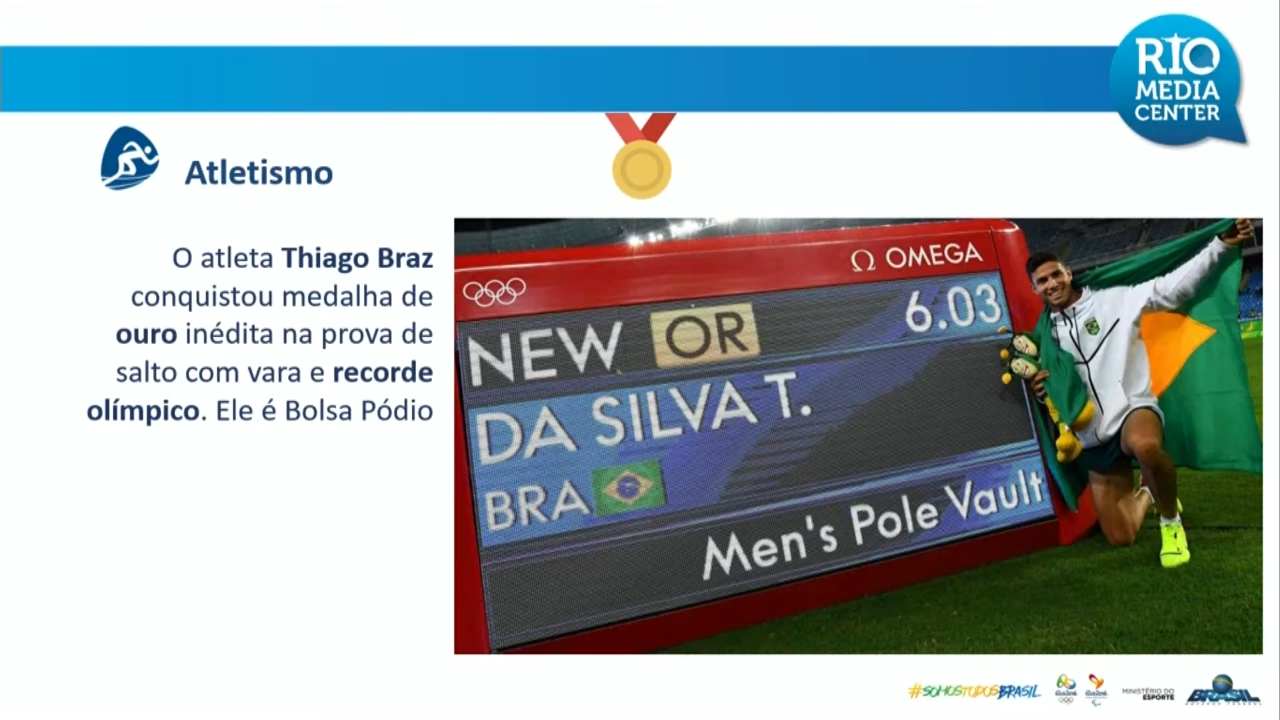 RIO
MEDIA
CENTER
Atletismo
O atleta Thiago Braz
conquistou medalha de
ouro inédita na prova de
salto com vara e recorde
olímpico. Ele é Bolsa Pódio
Ω OMEGA
NEW OR 6.03
DA SILVA T.
BRA
Men's Pole Vault
#SOMOSTODOSBRASIL
MINISTÉRIO DO
ESPORTE
BRASIL